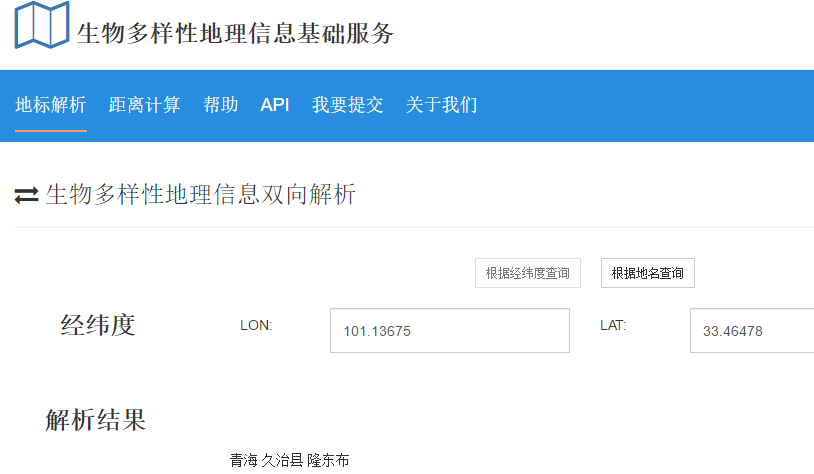 生物多样性地理信息基础服务
地标解析 距离计算 帮助 API 我要提交 关于我们
生物多样性地理信息双向解析
根据经纬度查询 根据地名查询
经纬度 LON: 101.13675 LAT: 33.46478
解析结果
青海 久治县 隆东布